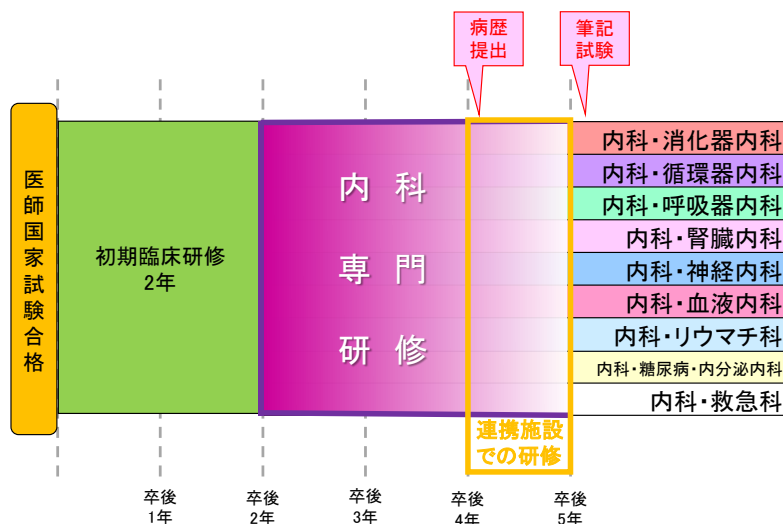 病歴
提出
筆記
試験
医師国家試験合格
初期臨床研修
2年
内科
専門
研修
内科・消化器内科
内科・循環器内科
内科・呼吸器内科
内科・腎臓内科
内科・神経内科
内科・血液内科
内科・リウマチ科
内科・糖尿病・内分泌内科
内科・救急科
連携施設
での研修
卒後
1年
卒後
2年
卒後
3年
卒後
4年
卒後
5年